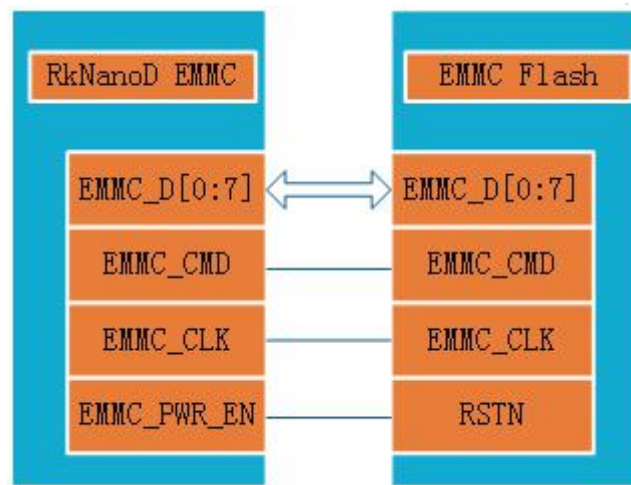 RkNanoD EMMC
EMMC Flash
EMMC_D[0:7]
EMMC_D[0:7]
EMMC_CMD
EMMC_CMD
EMMC_CLK
EMMC_CLK
EMMC_PWR_EN
RSTN